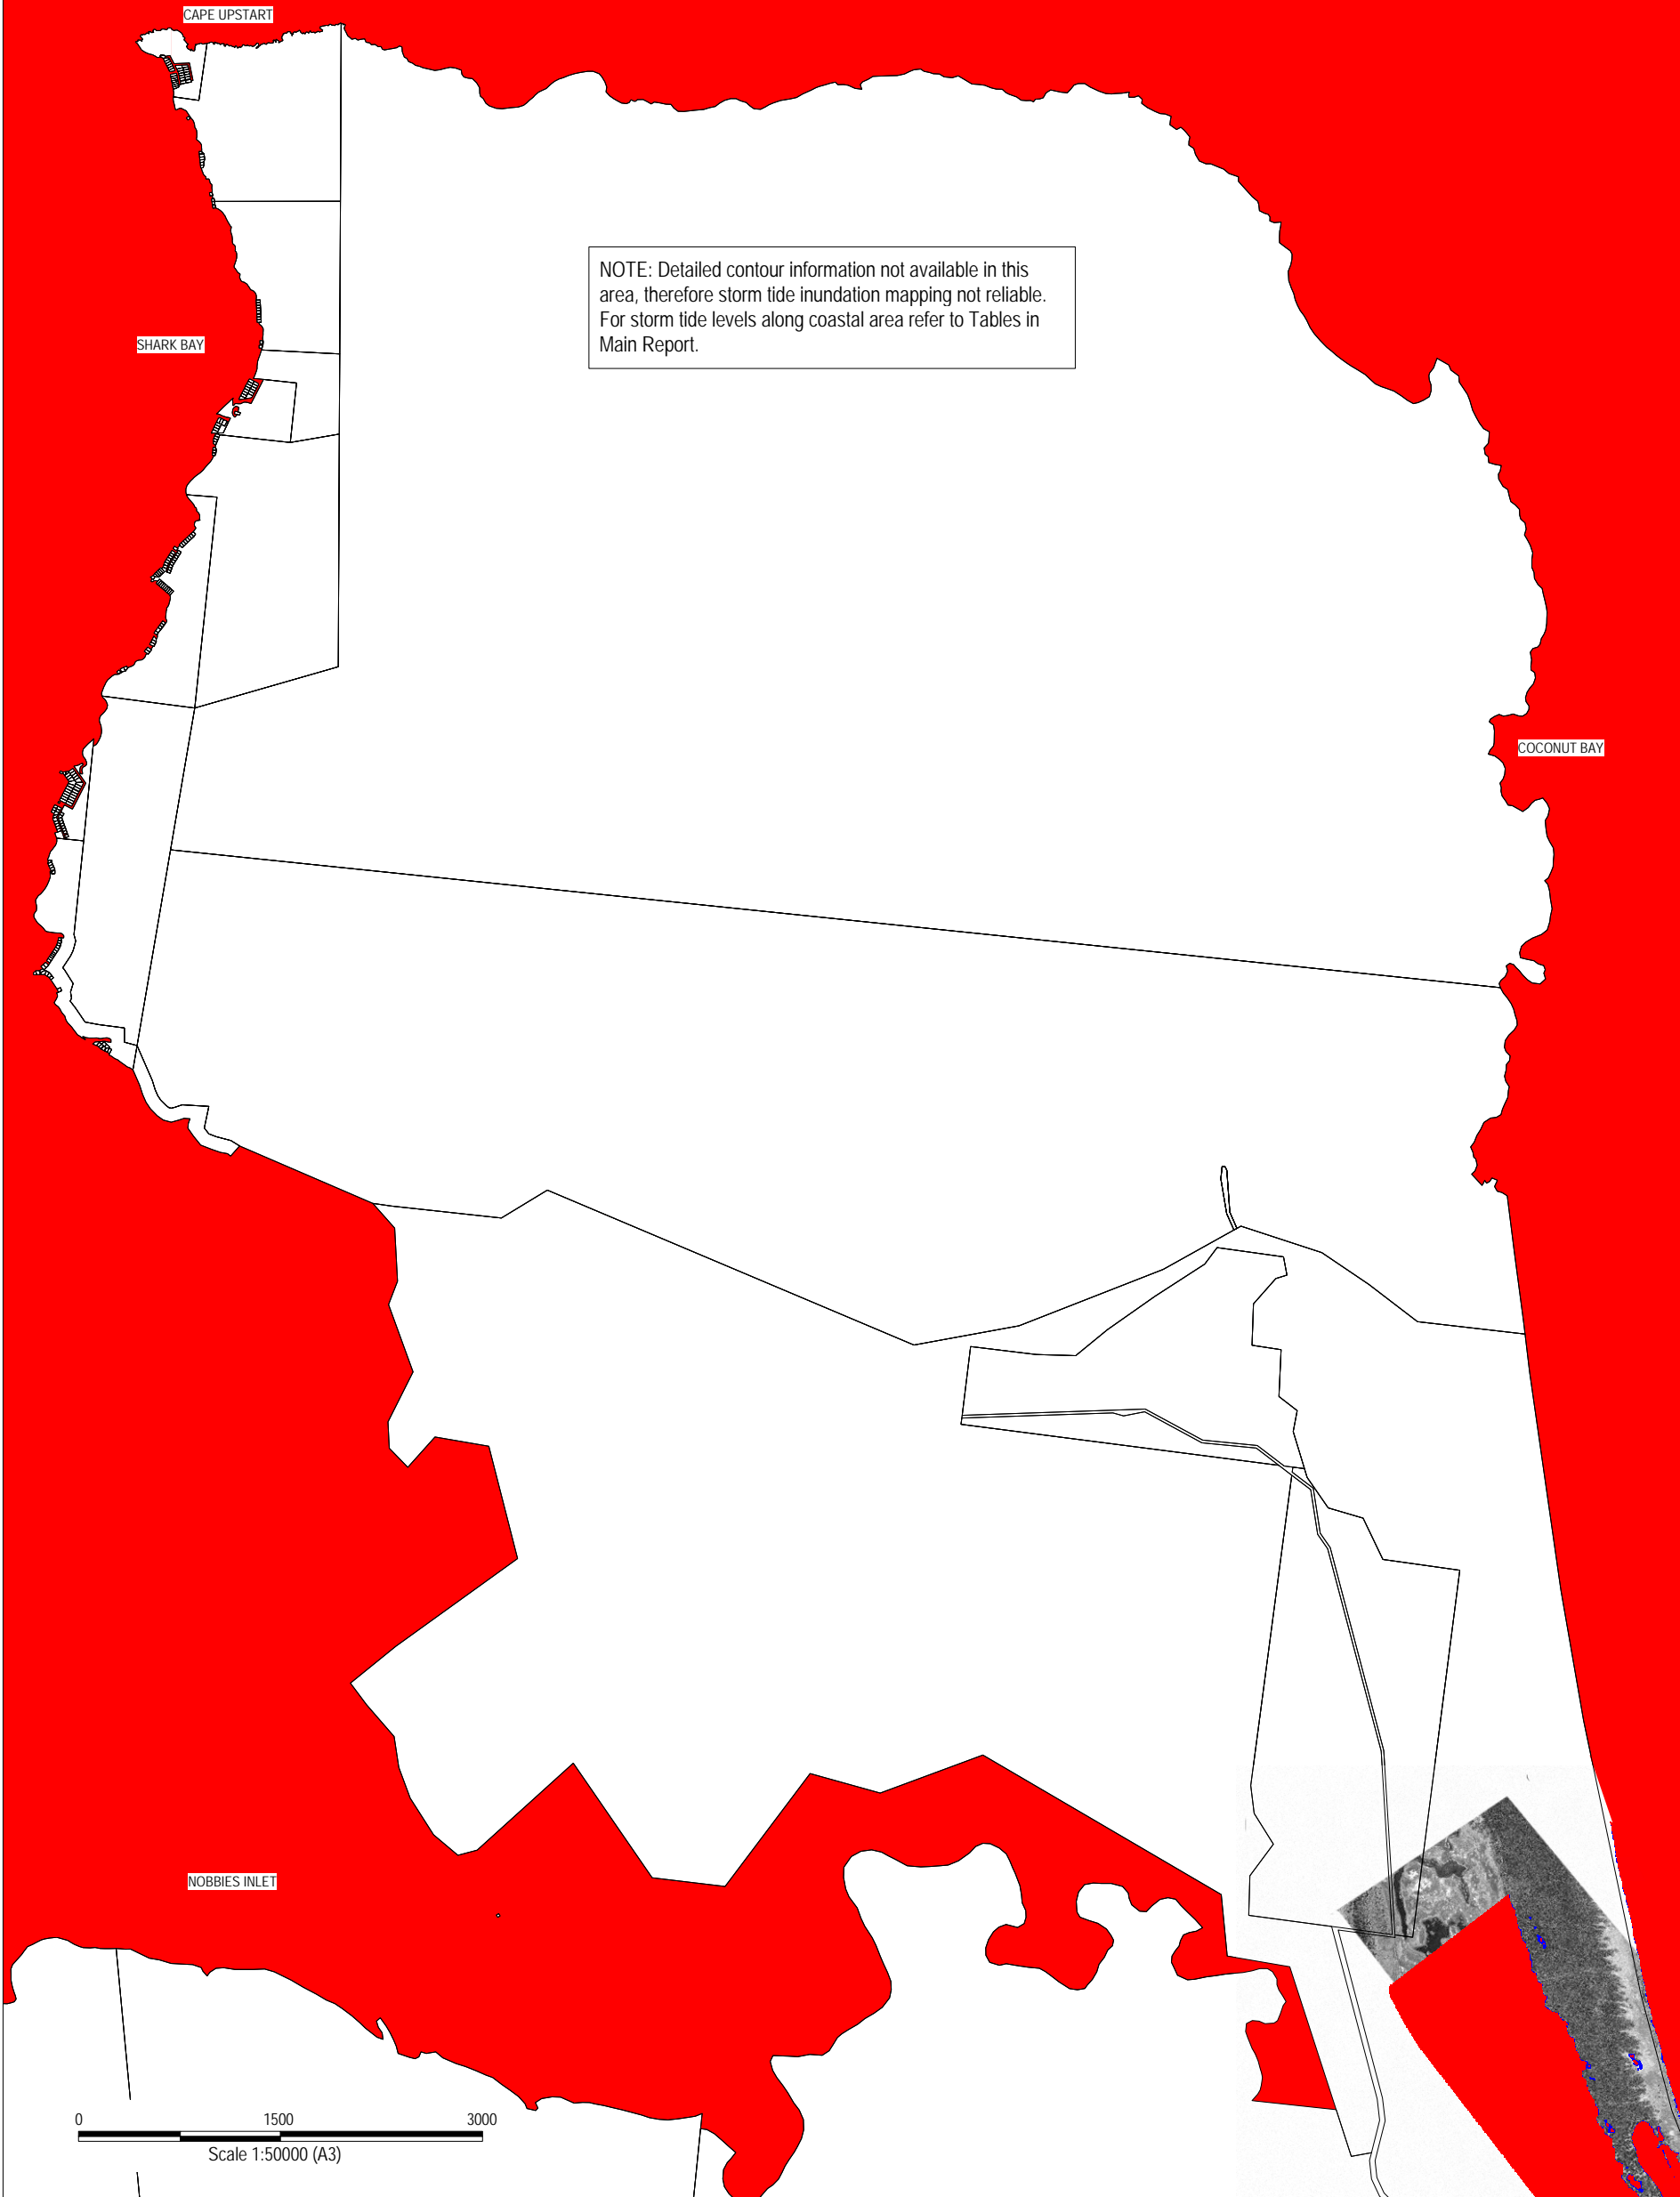 CAPE UPSTART
NOTE: Detailed contour information not available in this
area, therefore storm tide inundation mapping not reliable.
For storm tide levels along coastal area refer to Tables in
Main Report.
SHARK BAY
COCONUT BAY
NOBBIES INLET
0 1500 3000
Scale 1:50000 (A3)